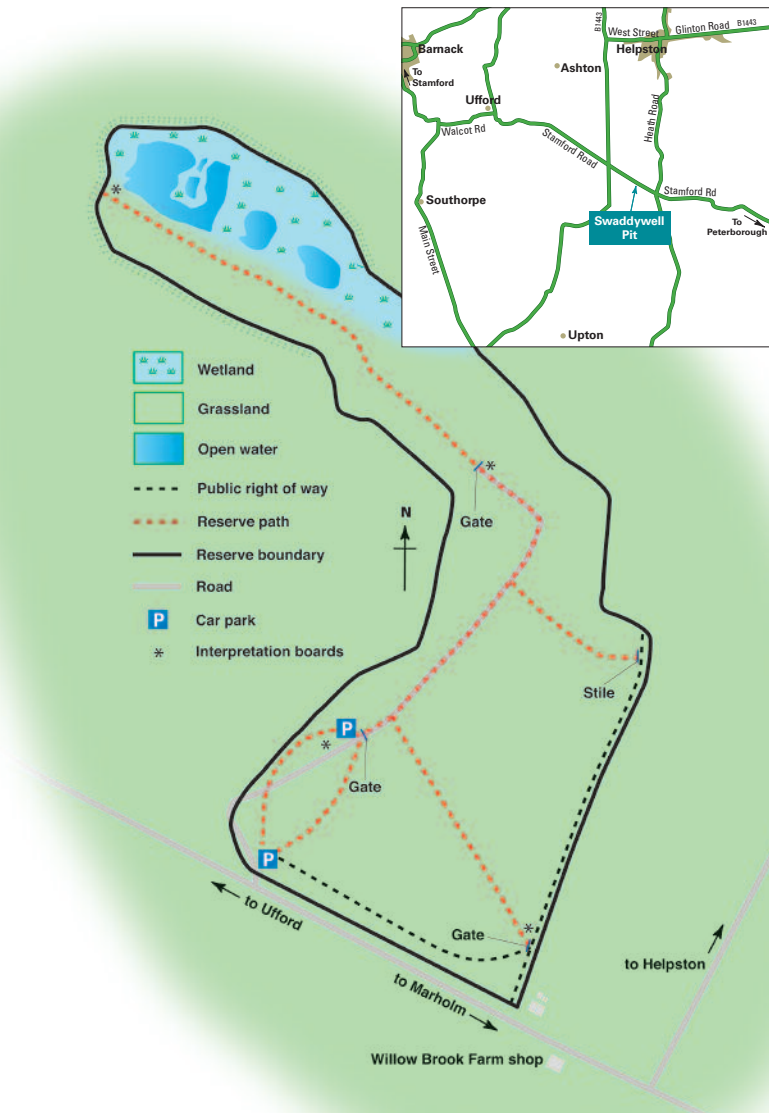 B1443
West Street
Glinton Road
B1443
Barnack
Helpston
To
Stamford
Ashton
Ufford
Walcot Rd
Stamford Road
Heath Road
Southorpe
Stamford Rd
Swaddywell
Pit
To
Peterborough
Main Street
Upton
*
Wetland
Grassland
Open water
Public right of way
Reserve path
Reserve boundary
Road
P Car park
* Interpretation boards
N
*
Gate
Stile
P
*
Gate
P
to Ufford
*
Gate
to Marholm
to Helpston
Willow Brook Farm shop